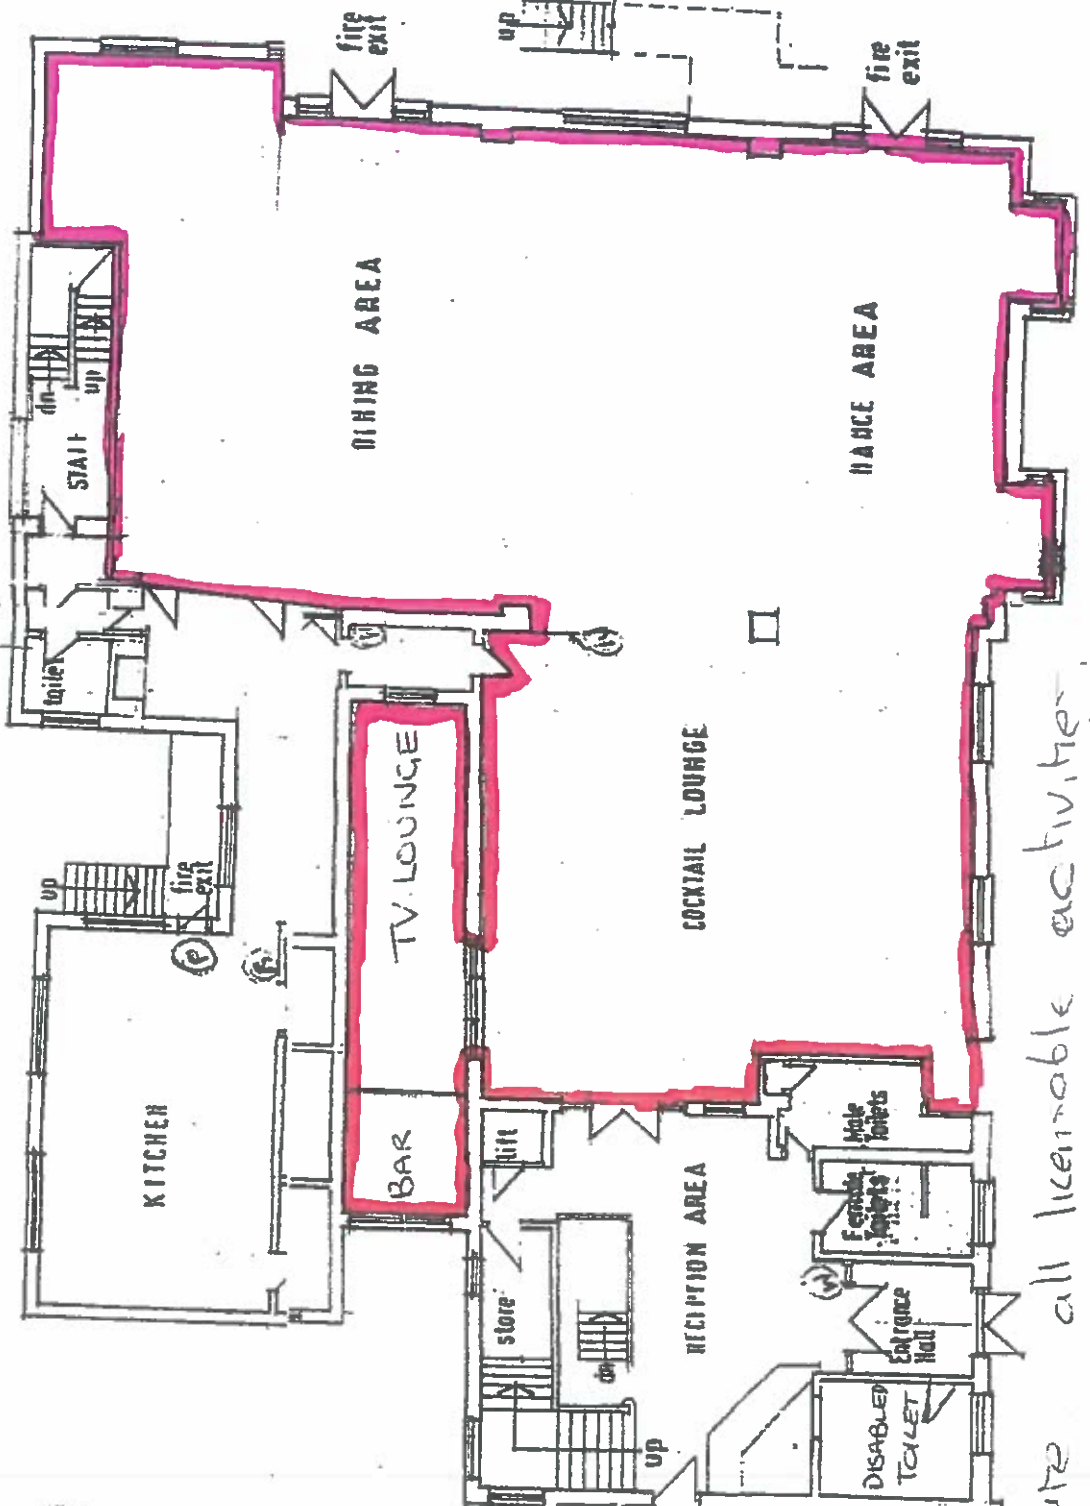 fire
exit
up
fire
exit
dn
up
STAFF
DINING AREA
DANCE AREA
toilet
W
W
up
fire
exit
TV. LOUNGE
COCKTAIL LOUNGE
KITCHEN
BAR
lift
Male
Toilets
Female
Toilets
RECEPTION AREA
store
dn
up
W
Entrance
Hall
DISABLED
TOILET
all licensable activities